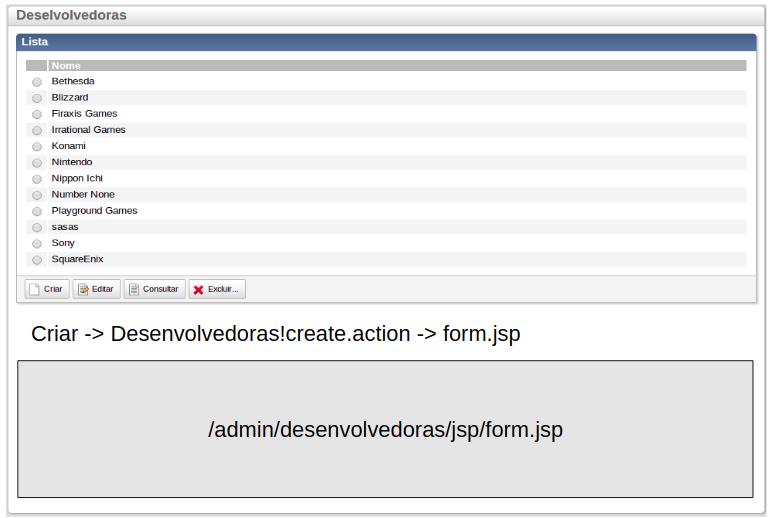 Deselvolvedoras
Lista
Nome
Bethesda
Blizzard
Firaxis Games
Irrational Games
Konami
Nintendo
Nippon Ichi
Number None
Playground Games
sasas
Sony
SquareEnix
Criar Editar Consultar Excluir...
Criar -> Desenvolvedoras!create.action -> form.jsp
/admin/desenvolvedoras/jsp/form.jsp